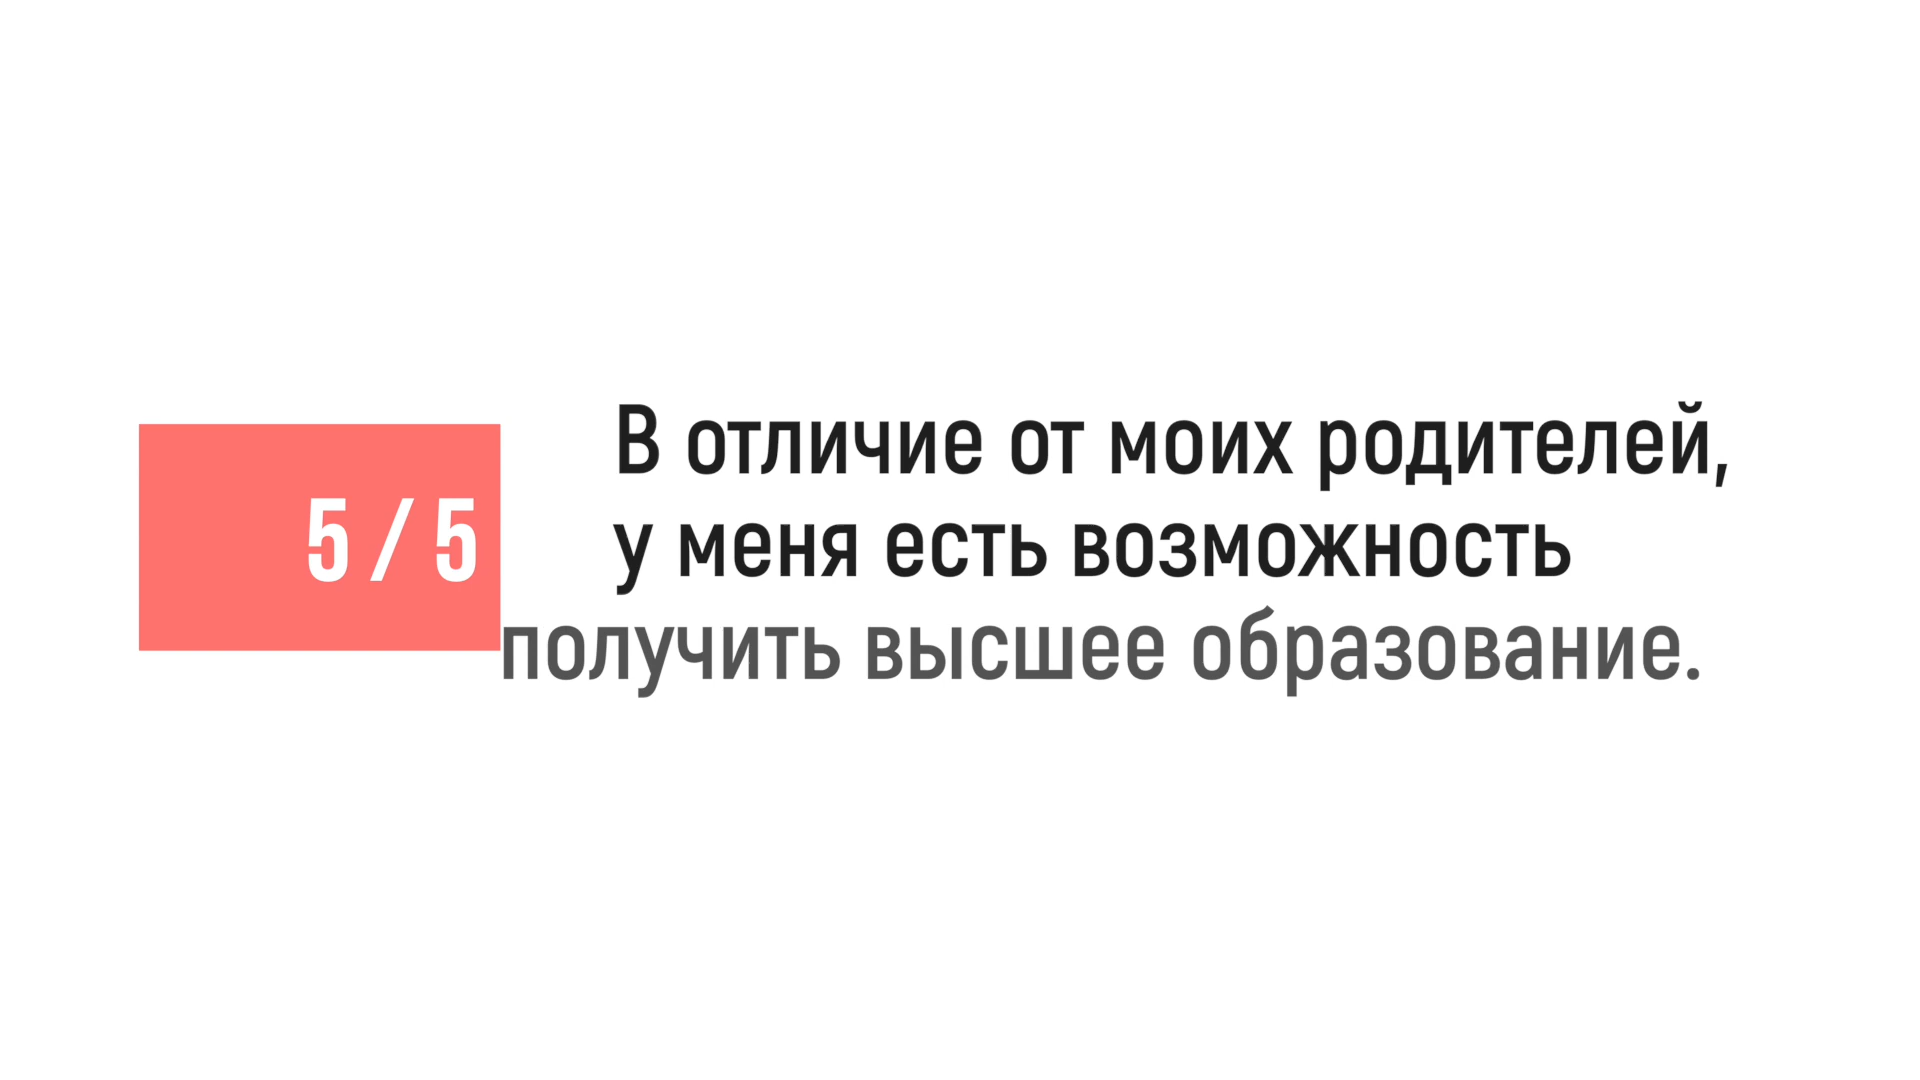 5 / 5
В отличие от моих родителей,
у меня есть возможность
получить высшее образование.